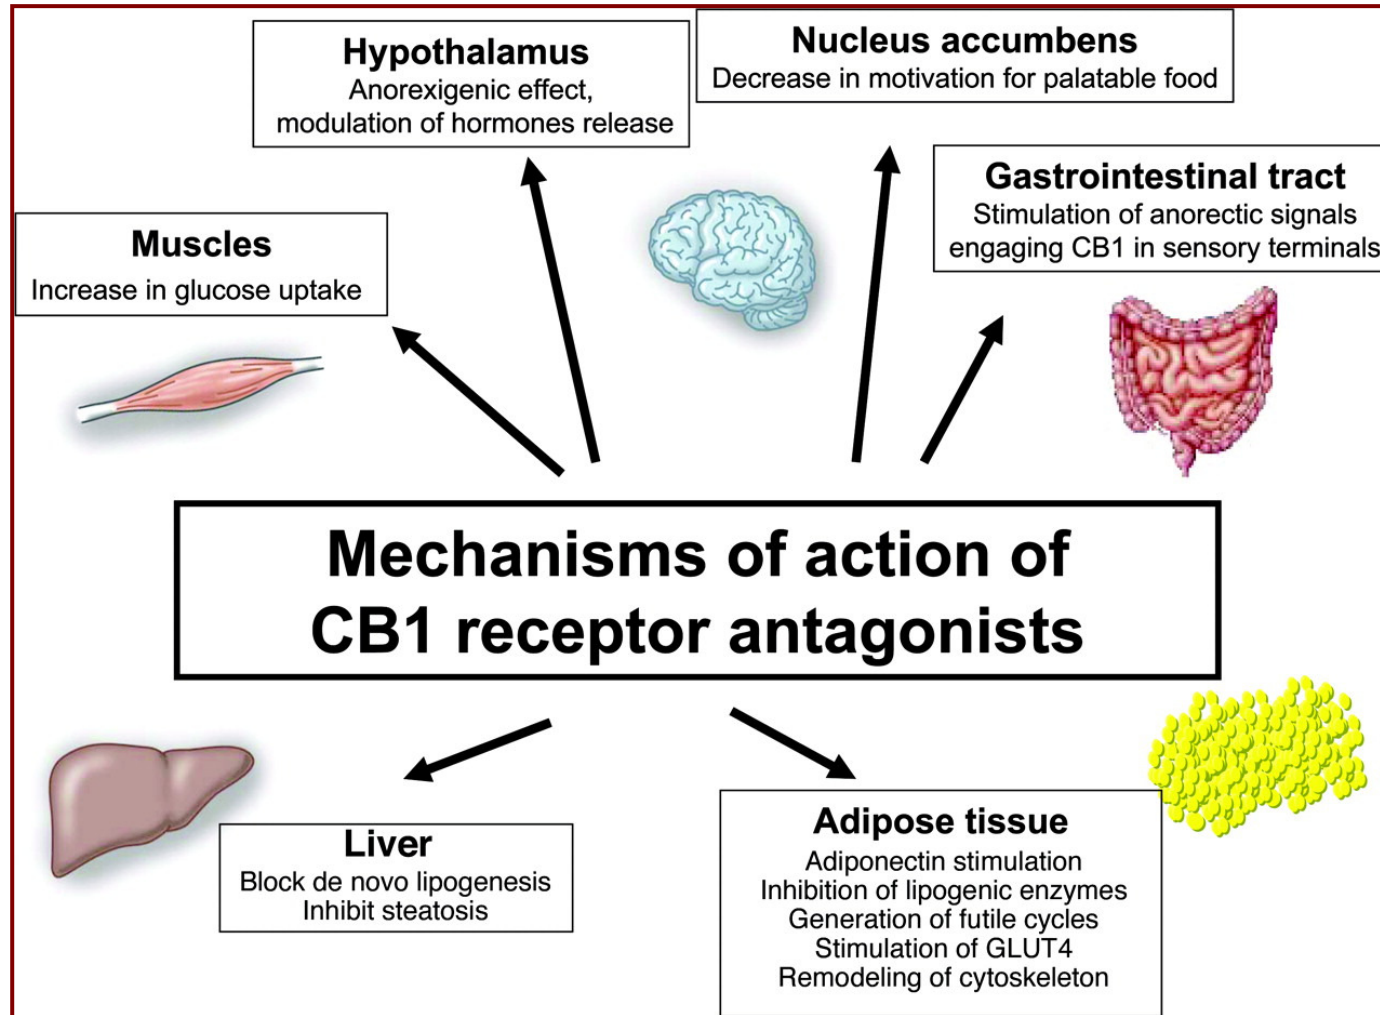 Hypothalamus
Anorexigenic effect,
modulation of hormones release
Nucleus accumbens
Decrease in motivation for palatable food
Gastrointestinal tract
Stimulation of anorectic signals
engaging CB1 in sensory terminals
Muscles
Increase in glucose uptake
Mechanisms of action of
CB1 receptor antagonists
Liver
Block de novo lipogenesis
Inhibit steatosis
Adipose tissue
Adiponectin stimulation
Inhibition of lipogenic enzymes
Generation of futile cycles
Stimulation of GLUT4
Remodeling of cytoskeleton